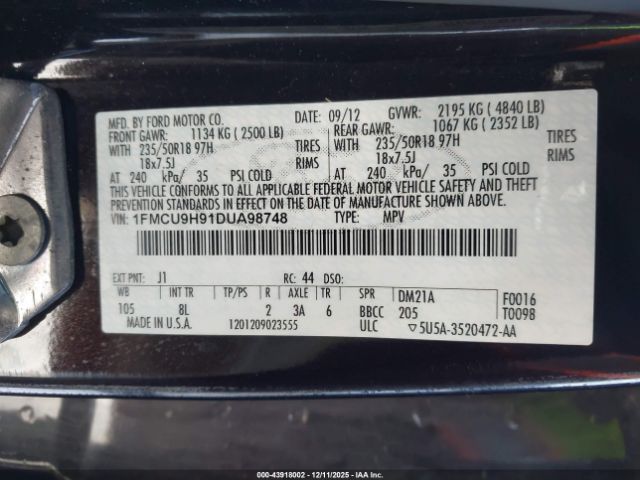 MFD. BY FORD MOTOR CO. DATE: 09/12 GVWR: 2195 KG ( 4840 LB)
FRONT GAWR: 1134 KG ( 2500 LB) REAR GAWR: 1067 KG ( 2352 LB)
WITH 235/50R18 97H TIRES WITH 235/50R18 97H TIRES
18x7.5J RIMS 18x7.5J RIMS
AT 240 kPa/ 35 PSI COLD AT 240 kPa/ 35 PSI COLD
THIS VEHICLE CONFORMS TO ALL APPLICABLE FEDERAL MOTOR VEHICLE SAFETY AND THEFT
PREVENTION STANDARDS IN EFFECT ON THE DATE OF MANUFACTURE SHOWN ABOVE.
VIN: 1FMCU9H91DUA98748 TYPE: MPV
EXT PNT: J1 RC: 44 DSO:
WB INT TR TP/PS R AXLE TR SPR DM21A F0016
105 8L 2 3A 6 BBCC 205 T0098
MADE IN U.S.A. 1201209023555 ULC ▽5U5A-3520472-AA
000-43918002 - 12/11/2025 - IAAI.CA